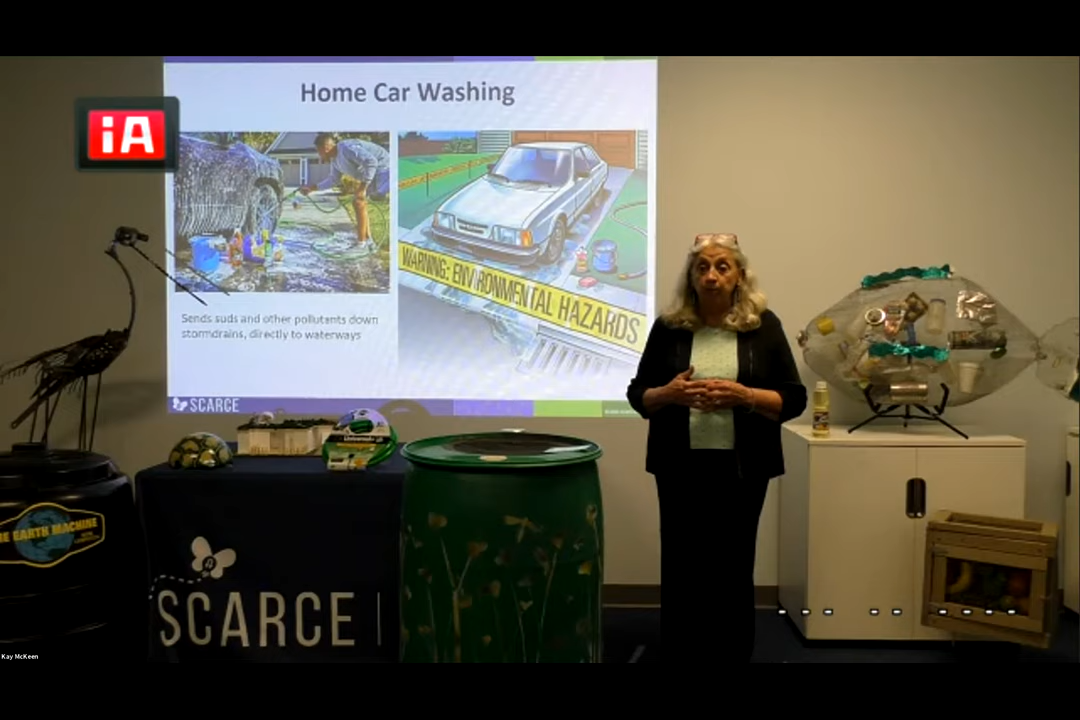 Home Car Washing
iA
WARNING: ENVIRONMENTAL HAZARDS
Sends suds and other pollutants down
stormdrains, directly to waterways
SCARCE
Universal
EARTH MACHINE
SCARCE
Kay McKeen